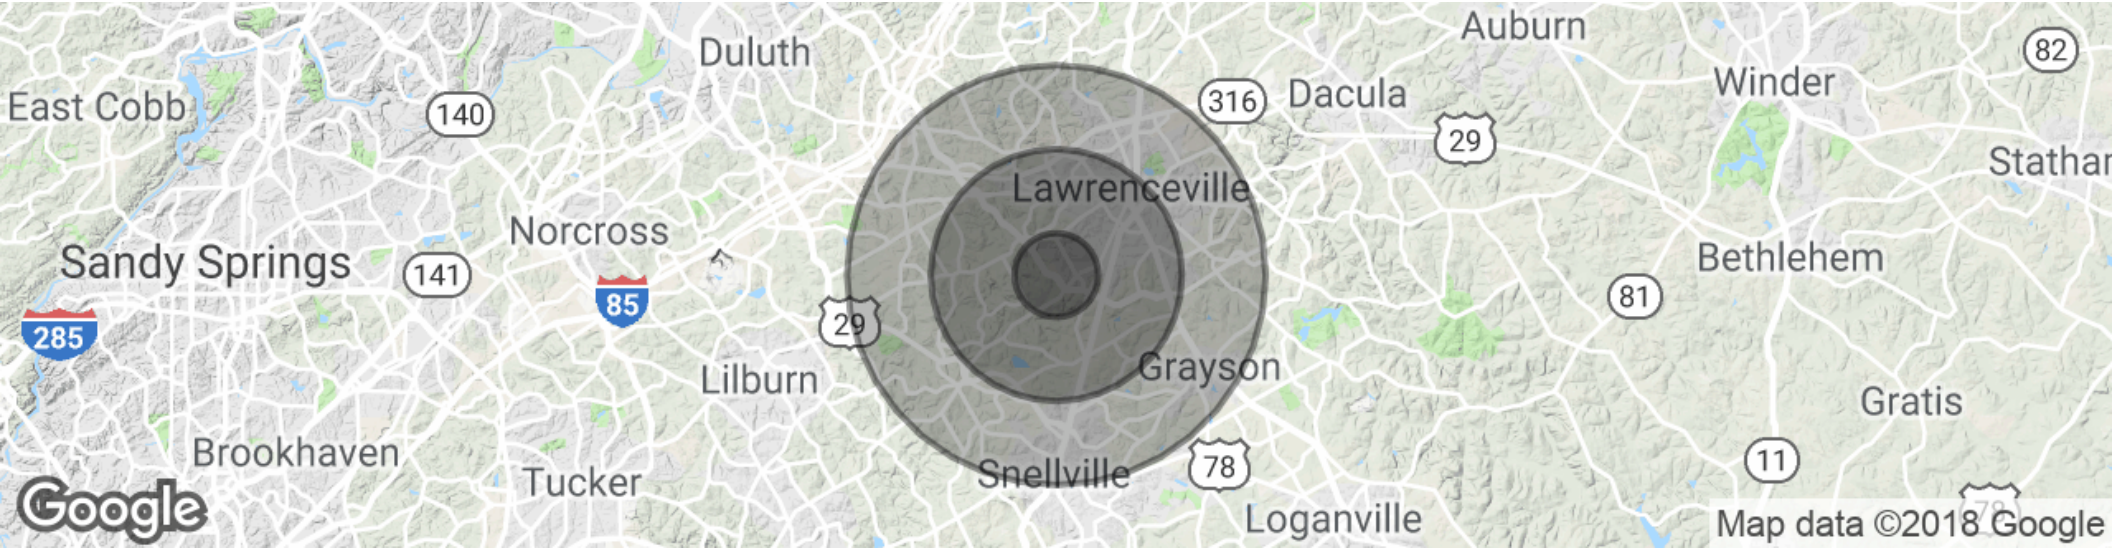 Auburn
Duluth
82
Winder
East Cobb
140
316
Dacula
29
Stathar
Lawrenceville
Norcross
Sandy Springs
141
Bethlehem
85
81
285
29
Grayson
Lilburn
Gratis
Brookhaven
Snellville
78
11
Tucker
Google
Loganville
78
Map data ©2018 Google